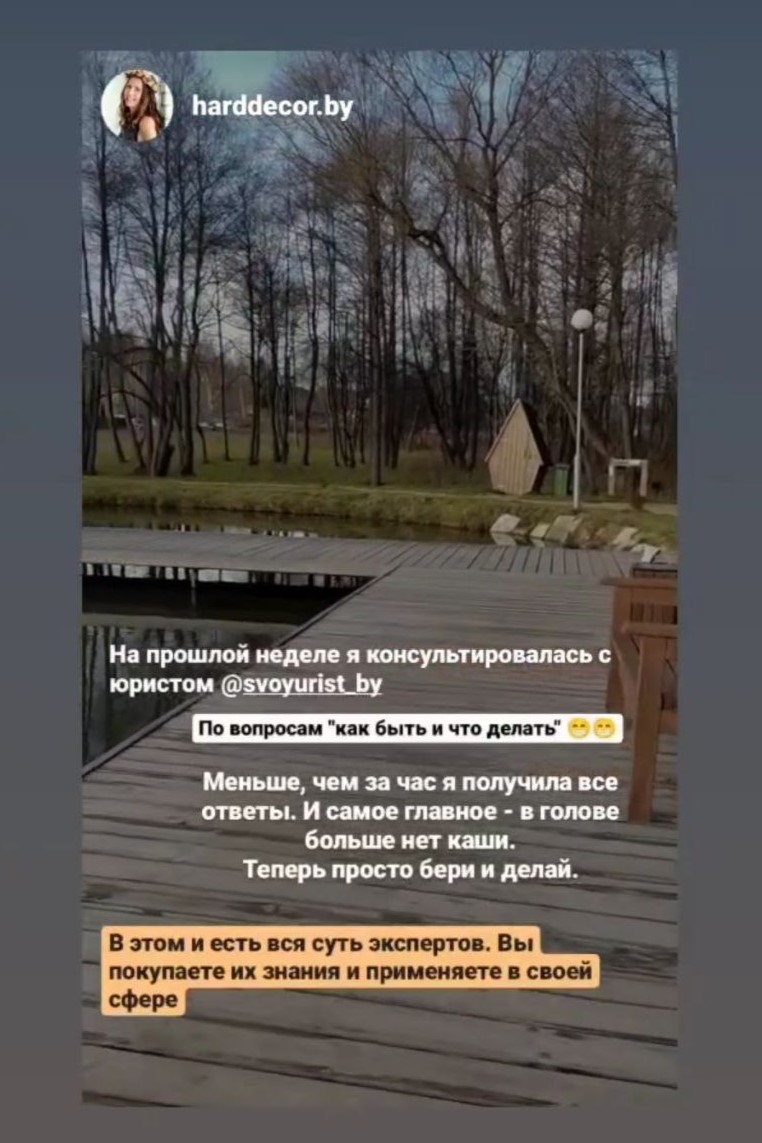 harddecor.by
На прошлой неделе я консультировалась с
юристом @svoyurist_by
По вопросам "как быть и что делать" 😁😁
Меньше, чем за час я получила все
ответы. И самое главное - в голове
больше нет каши.
Теперь просто бери и делай.
В этом и есть вся суть экспертов. Вы
покупаете их знания и применяете в своей
сфере